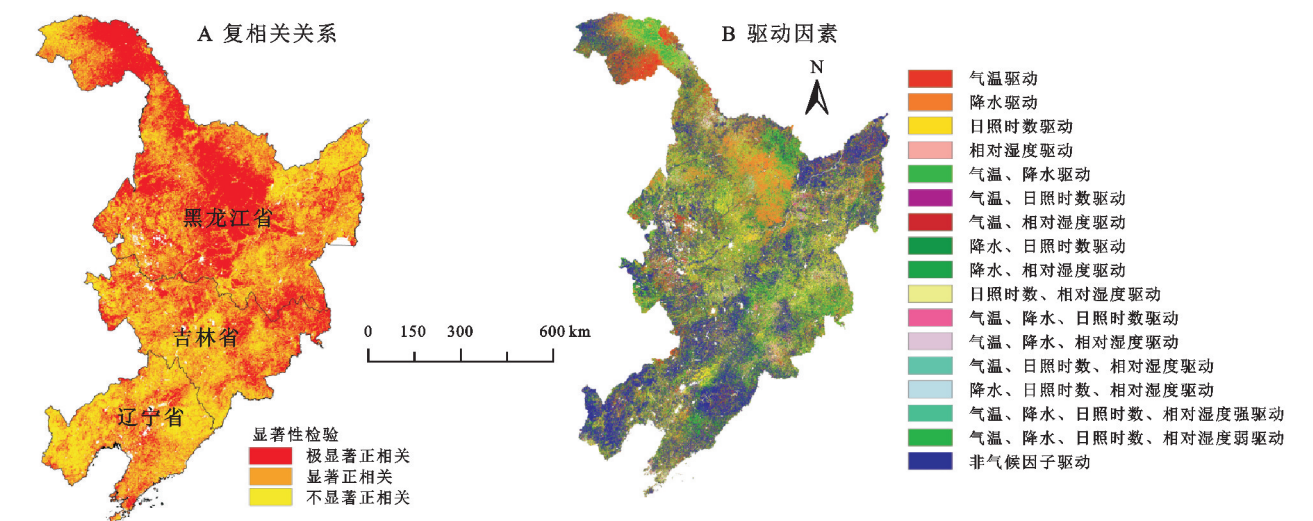 A 复相关关系
黑龙江省
吉林省
辽宁省
显著性检验
极显著正相关
显著正相关
不显著正相关
0 150 300 600 km
B 驱动因素
N
气温驱动
降水驱动
日照时数驱动
相对湿度驱动
气温、降水驱动
气温、日照时数驱动
气温、相对湿度驱动
降水、日照时数驱动
降水、相对湿度驱动
日照时数、相对湿度驱动
气温、降水、日照时数驱动
气温、降水、相对湿度驱动
气温、日照时数、相对湿度驱动
降水、日照时数、相对湿度驱动
气温、降水、日照时数、相对湿度强驱动
气温、降水、日照时数、相对湿度弱驱动
非气候因子驱动